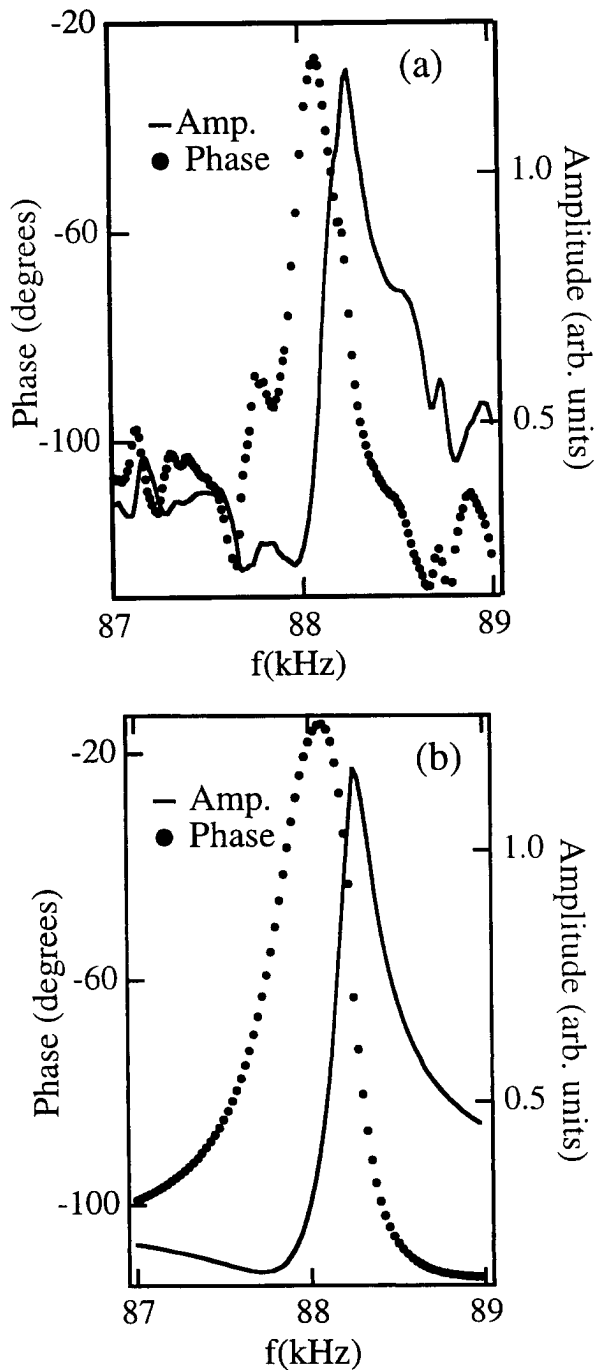 (a)
Amp.
Phase
-20
-60
-100
Phase (degrees)
1.0
0.5
Amplitude (arb. units)
87
88
89
f(kHz)
(b)
Amp.
Phase
-20
-60
-100
Phase (degrees)
1.0
0.5
Amplitude (arb. units)
87
88
89
f(kHz)